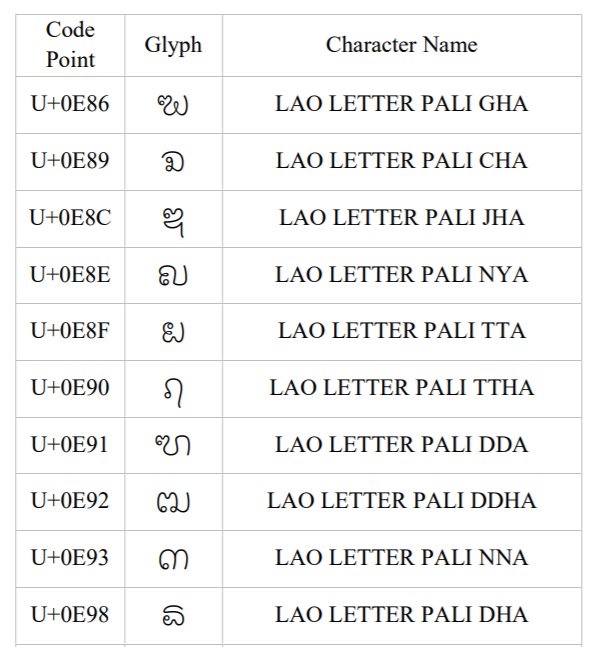 Code Point Glyph Character Name
U+0E86 ຆ LAO LETTER PALI GHA
U+0E89 ຉ LAO LETTER PALI CHA
U+0E8C ຌ LAO LETTER PALI JHA
U+0E8E ຎ LAO LETTER PALI NYA
U+0E8F ຏ LAO LETTER PALI TTA
U+0E90 ຐ LAO LETTER PALI TTHA
U+0E91 ຑ LAO LETTER PALI DDA
U+0E92 ຒ LAO LETTER PALI DDHA
U+0E93 ຓ LAO LETTER PALI NNA
U+0E98 ຘ LAO LETTER PALI DHA